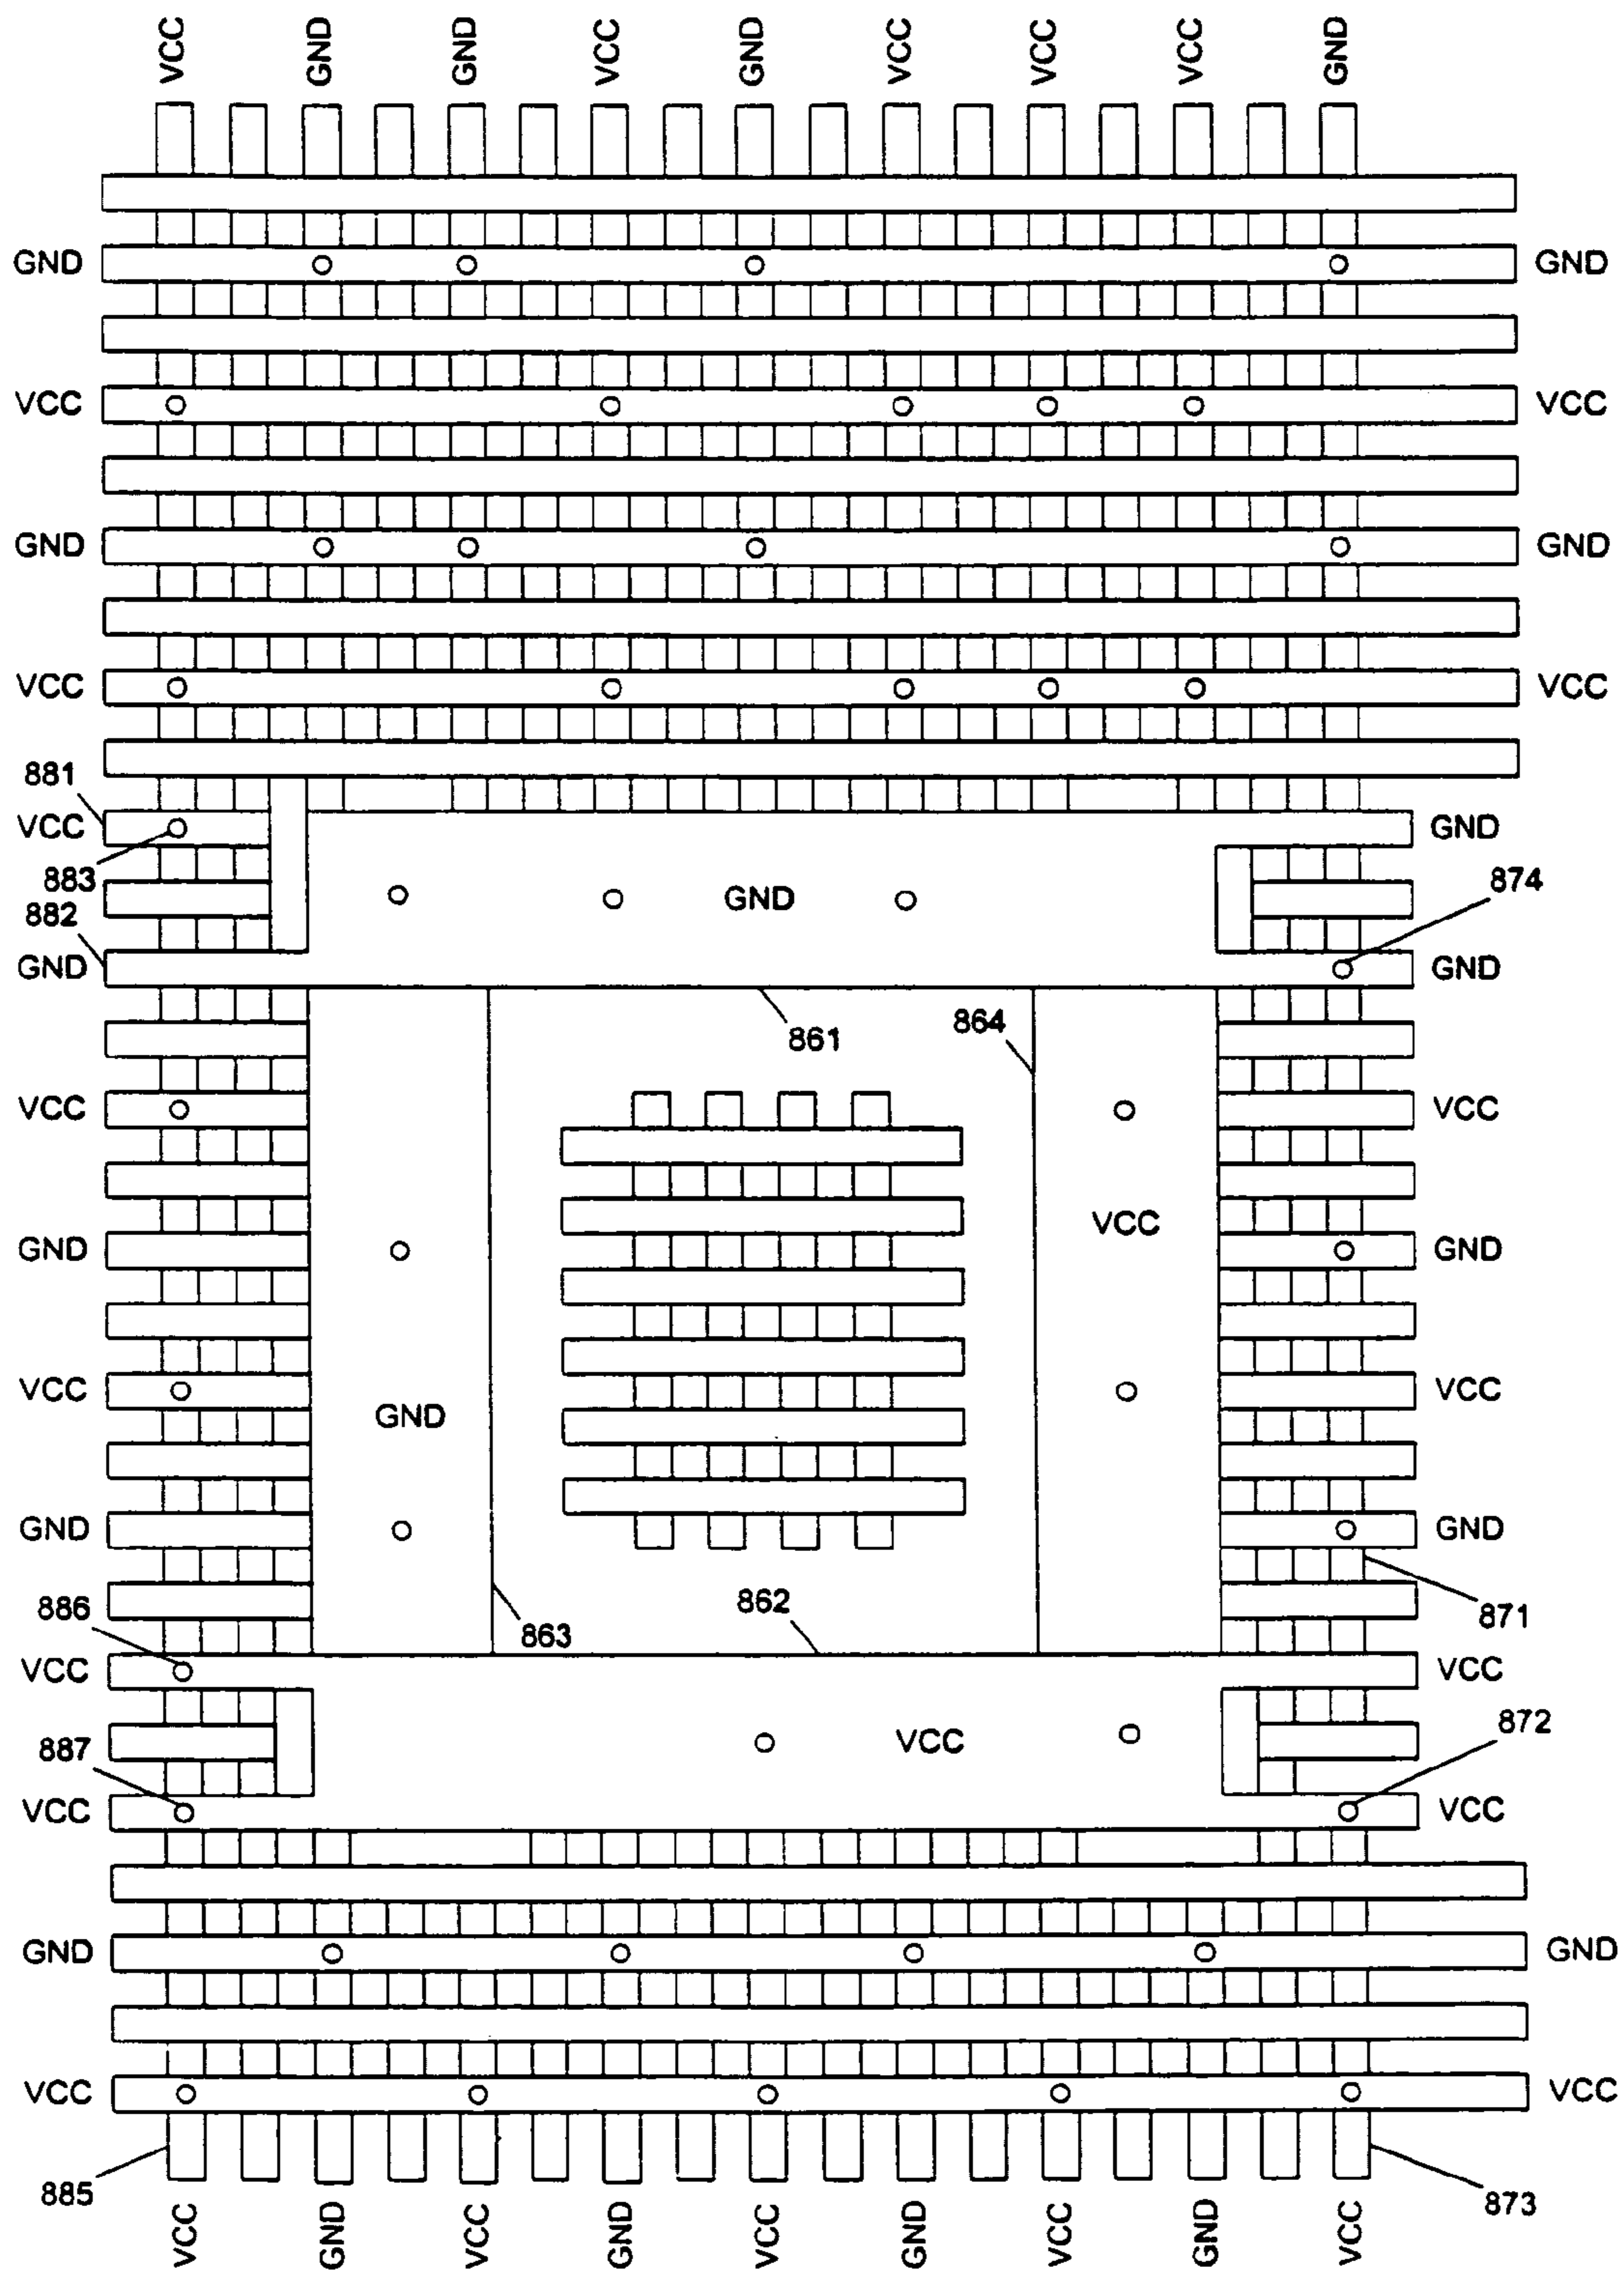 VCC GND GND VCC GND VCC VCC VCC GND
GND GND
VCC VCC
GND GND
VCC VCC
881
VCC GND
883 874
882 GND
GND GND
861 864
VCC VCC
VCC
GND GND
VCC VCC
GND
GND GND
886 862 871
863
VCC VCC
872
887 VCC
VCC VCC
GND GND
VCC VCC
885 873
VCC GND VCC GND VCC GND VCC GND VCC